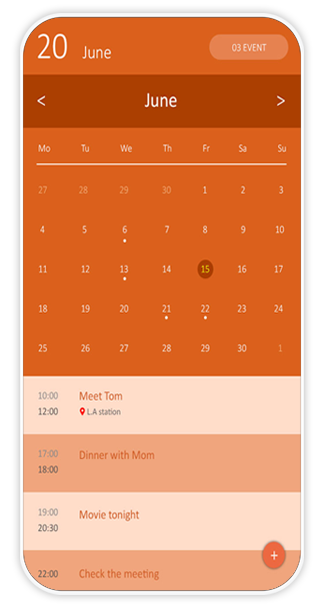 20 June 03 EVENT
< June >
Mo Tu We Th Fr Sa Su
27 28 29 30 1 2 3
4 5 6 7 8 9 10
11 12 13 14 15 16 17
18 19 20 21 22 23 24
25 26 27 28 29 30 1
10:00 Meet Tom
12:00 L.A station
17:00 Dinner with Mom
18:00
19:00 Movie tonight
20:30
22:00 Check the meeting
+